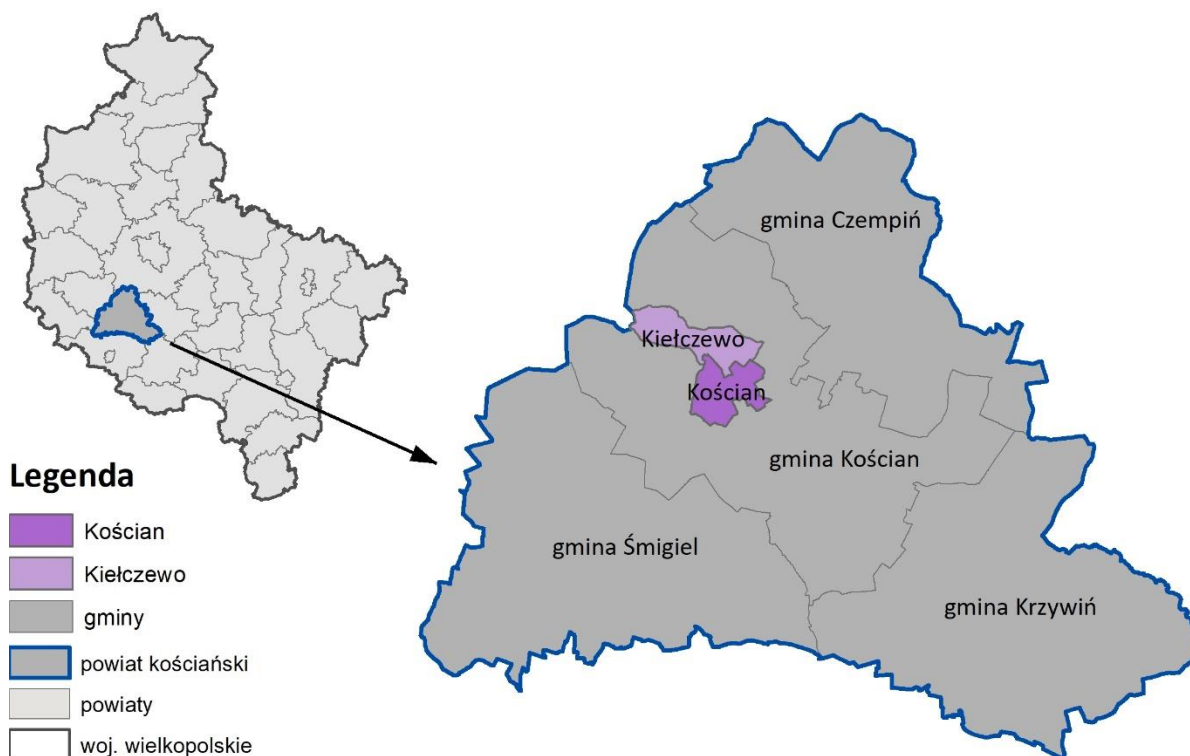 gmina Czempiń
Kiełczewo
Kościan
gmina Kościan
gmina Śmigiel
gmina Krzywiń
Legenda
Kościan
Kiełczewo
gminy
powiat kościański
powiaty
woj. wielkopolskie